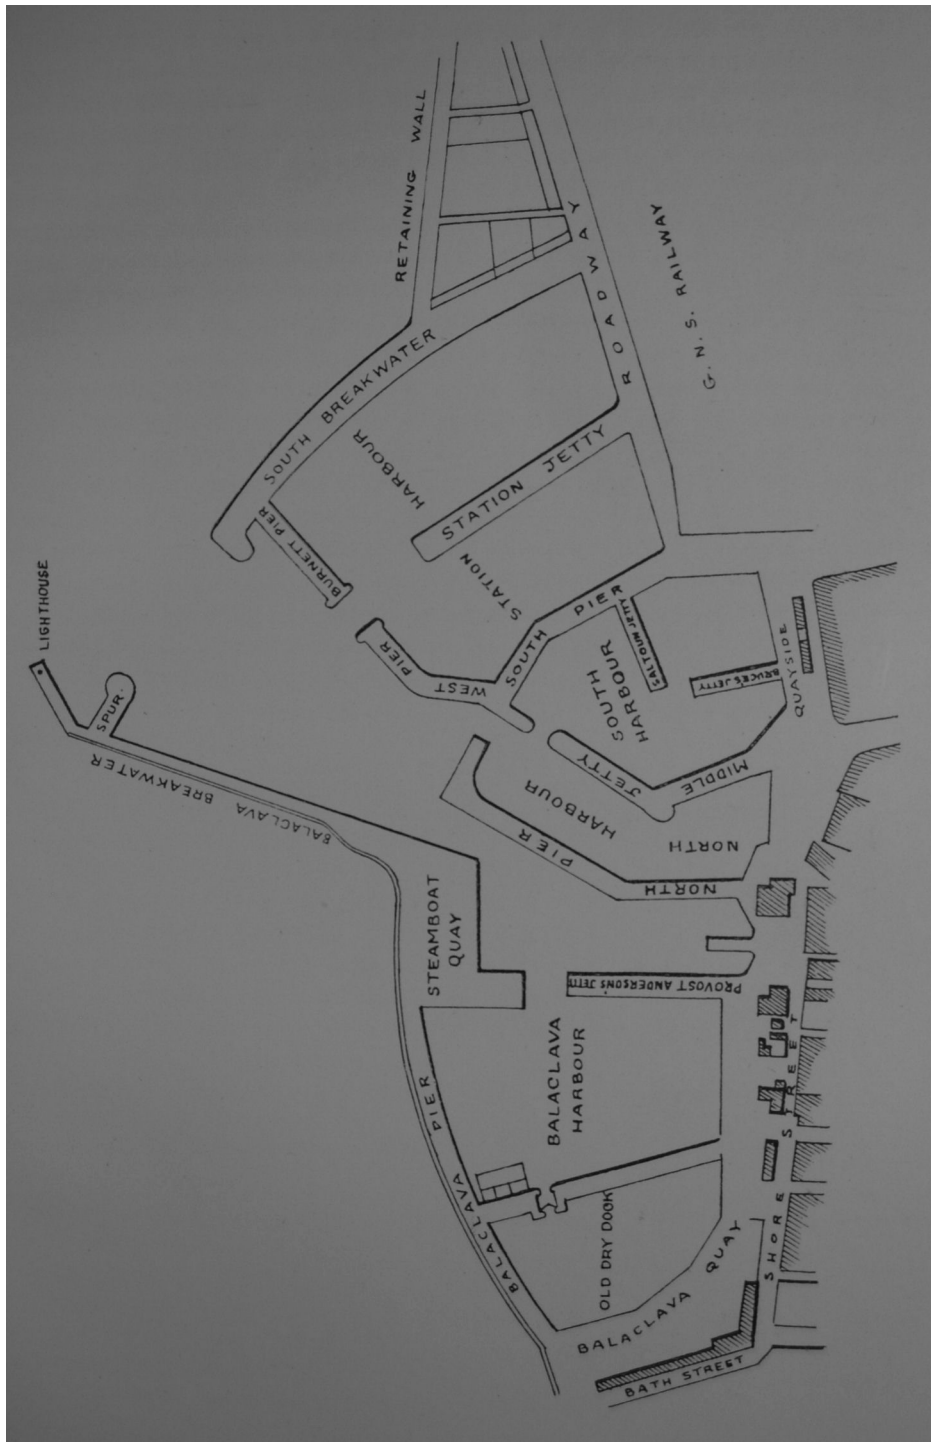 RETAINING WALL
ROADWAY
G. N. S. RAILWAY
SOUTH BREAKWATER
STATION HARBOUR
STATION JETTY
BURNETT PIER
LIGHTHOUSE
SPUR.
BALACLAVA BREAKWATER
WEST PIER
SOUTH PIER
SALTOUN JETTY
SOUTH
HARBOUR
BRUCE'S JETTY
QUAYSIDE
MIDDLE JETTY
NORTH HARBOUR
NORTH PIER
STEAMBOAT
QUAY
PROVOST ANDERSONS JETTY
BALACLAVA
HARBOUR
BALACLAVA PIER
OLD DRY DOOK
BALACLAVA QUAY
SHORE STREET
BATH STREET